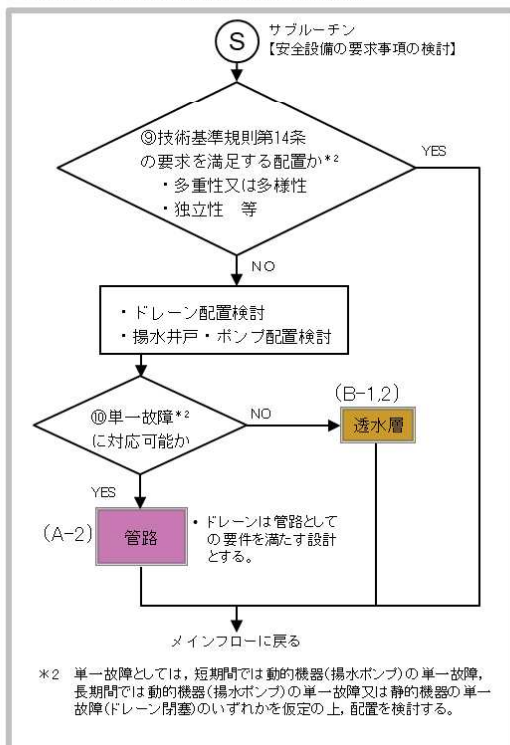 S
サブルーチン
【安全設備の要求事項の検討】
⑨技術基準規則第14条
の要求を満足する配置か*2
・多重性又は多様性
・独立性 等
YES
NO
・ドレーン配置検討
・揚水井戸・ポンプ配置検討
(B-1,2)
⑩単一故障*2
に対応可能か
NO
透水層
YES
(A-2)
管路
・ドレーンは管路として
の要件を満たす設計
とする。
メインフローに戻る
*2 単一故障としては，短期間では動的機器(揚水ポンプ)の単一故障，
長期間では動的機器(揚水ポンプ)の単一故障又は静的機器の単一
故障(ドレーン閉塞)のいずれかを仮定の上，配置を検討する。